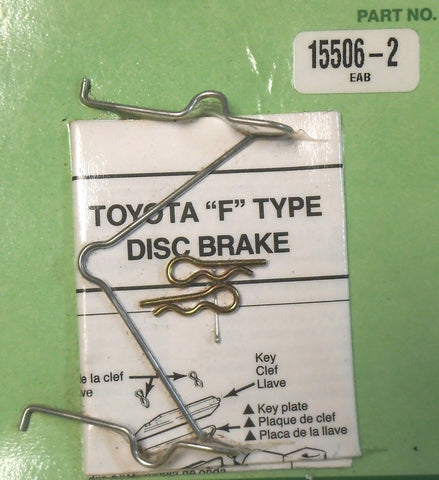 PART NO.
15506-2
EAB
TOYOTA "F" TYPE
DISC BRAKE
Key
Clef
Llave
de la clef
▲ Key plate
▲ Plaque de clef
▲ Placa de la llave